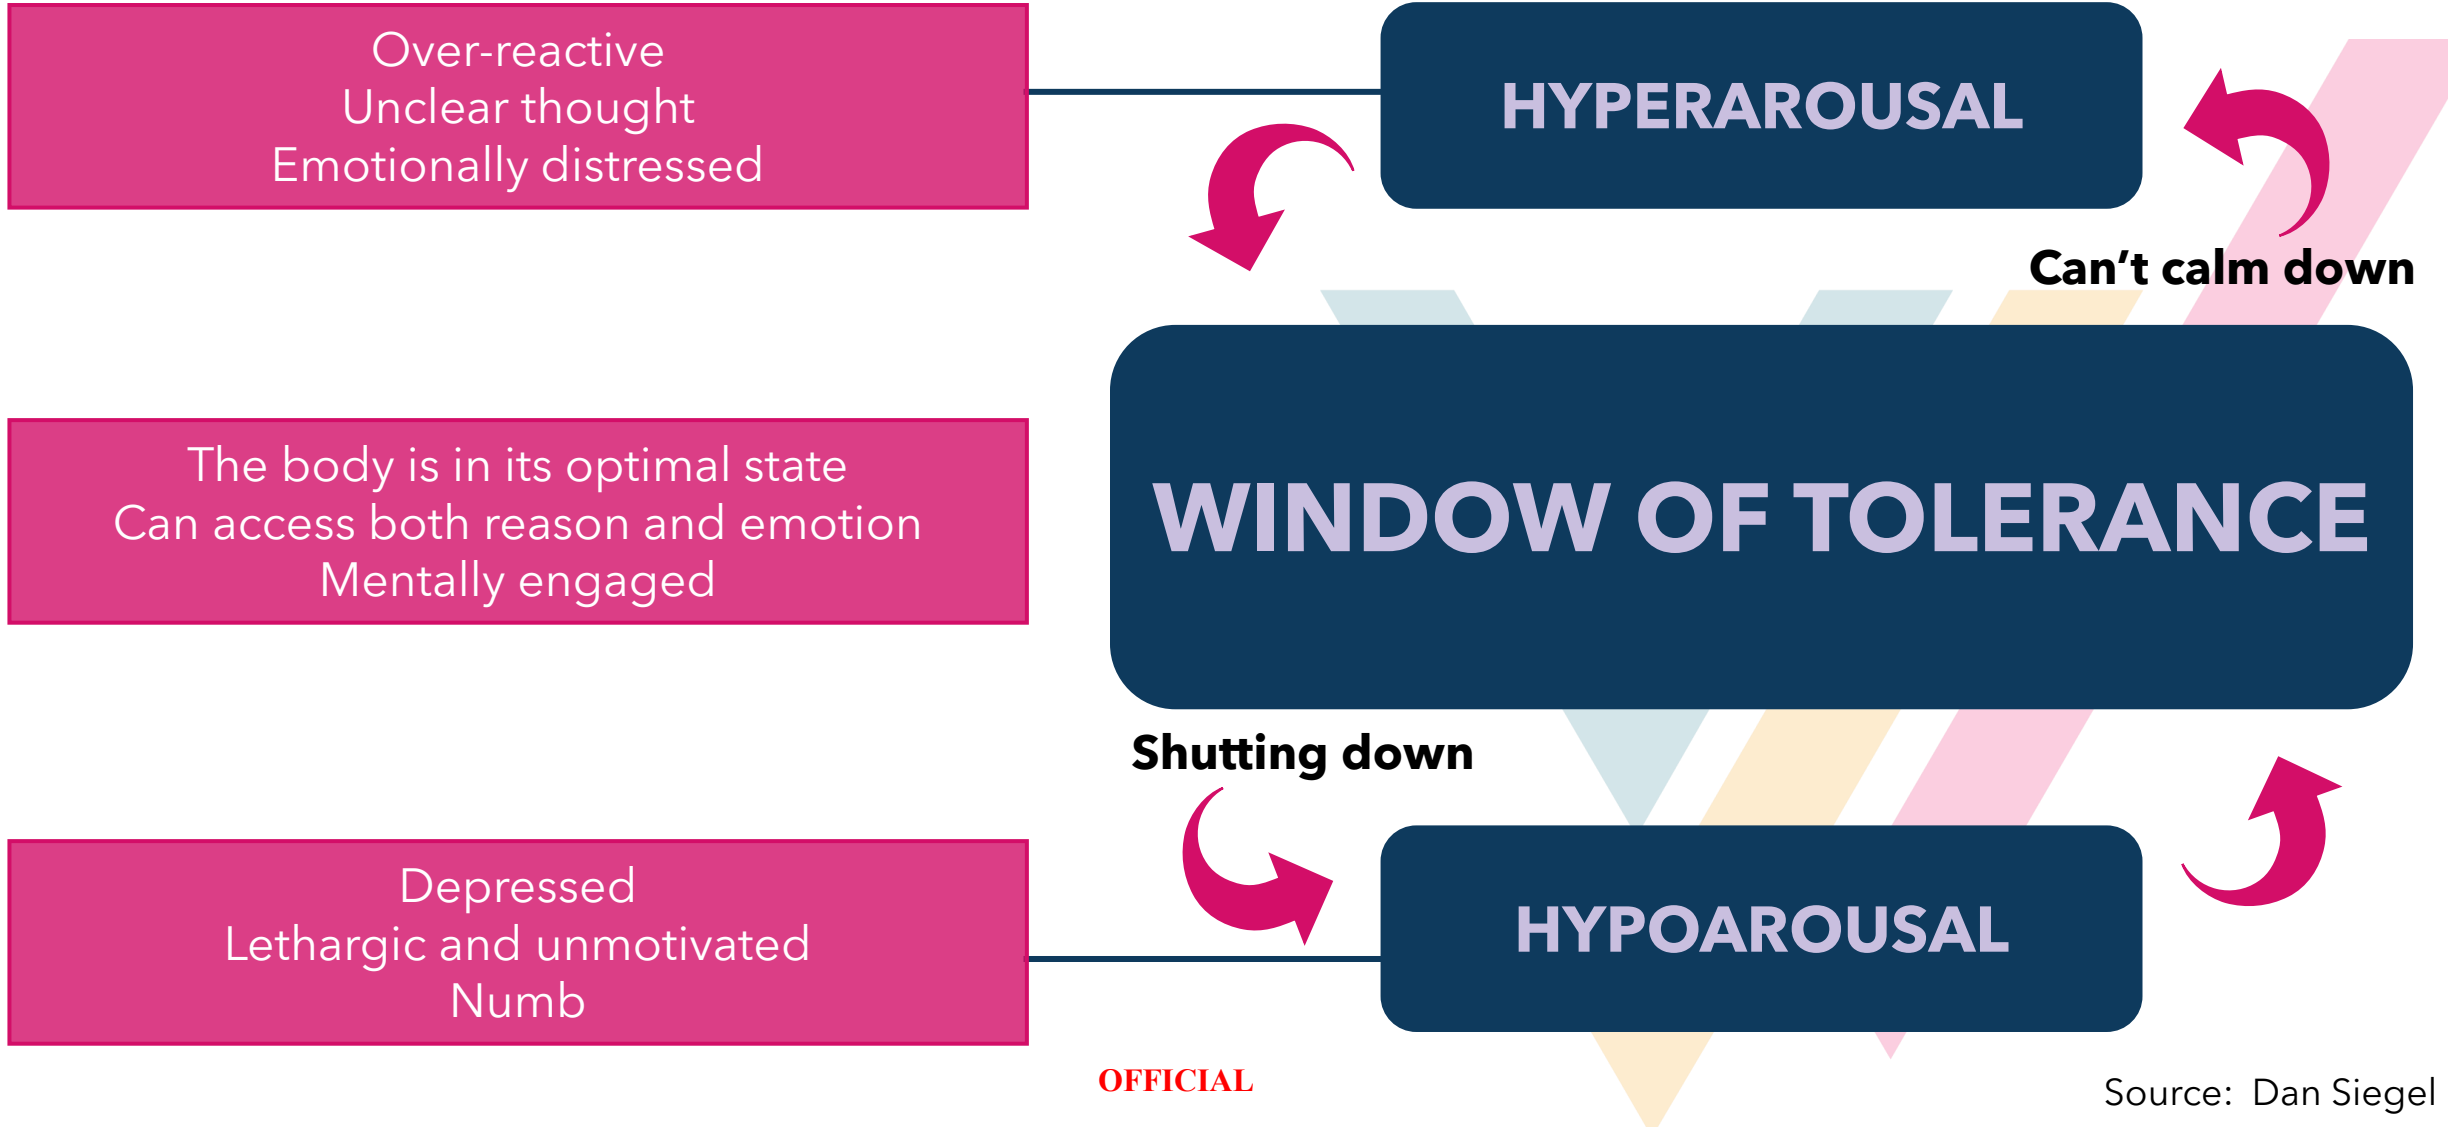 Over-reactive
Unclear thought
Emotionally distressed
HYPERAROUSAL
Can't calm down
The body is in its optimal state
Can access both reason and emotion
Mentally engaged
WINDOW OF TOLERANCE
Shutting down
Depressed
Lethargic and unmotivated
Numb
HYPOAROUSAL
OFFICIAL
Source: Dan Siegel